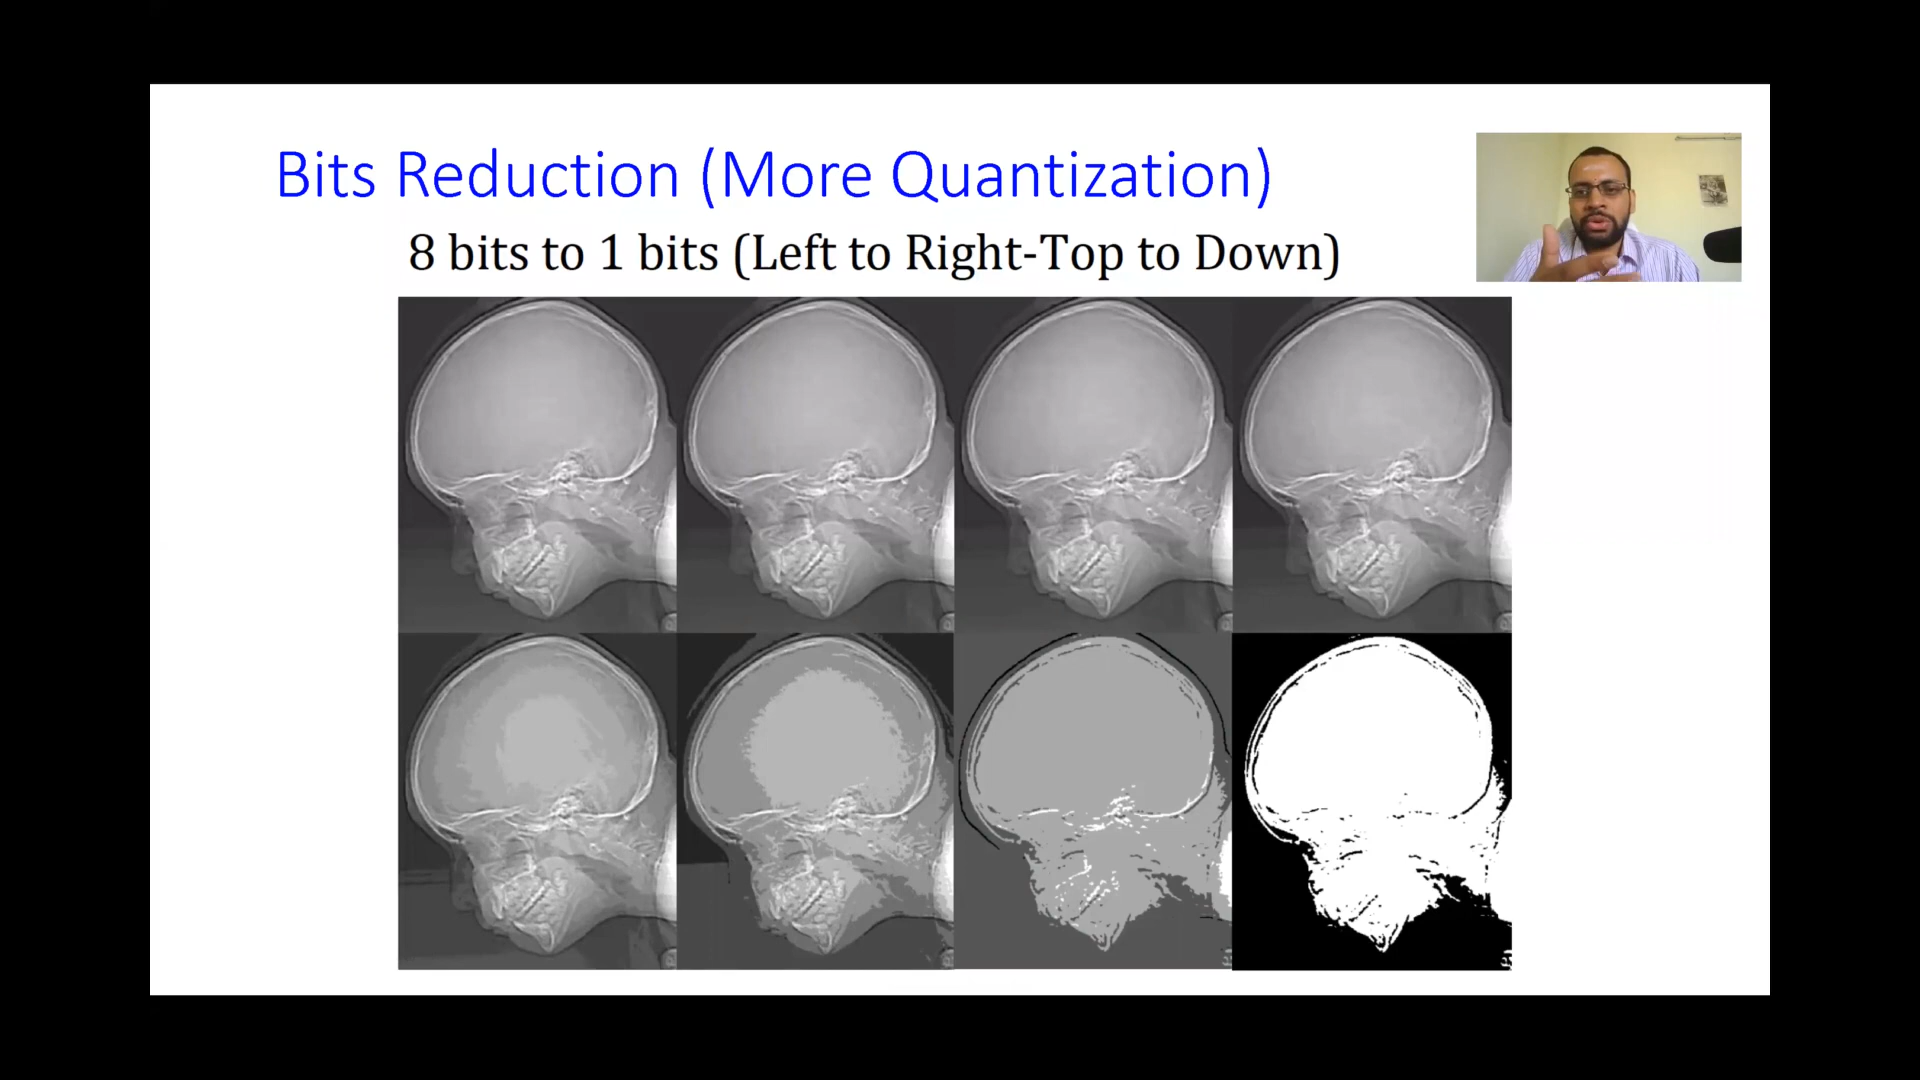 Bits Reduction (More Quantization)
8 bits to 1 bits (Left to Right-Top to Down)